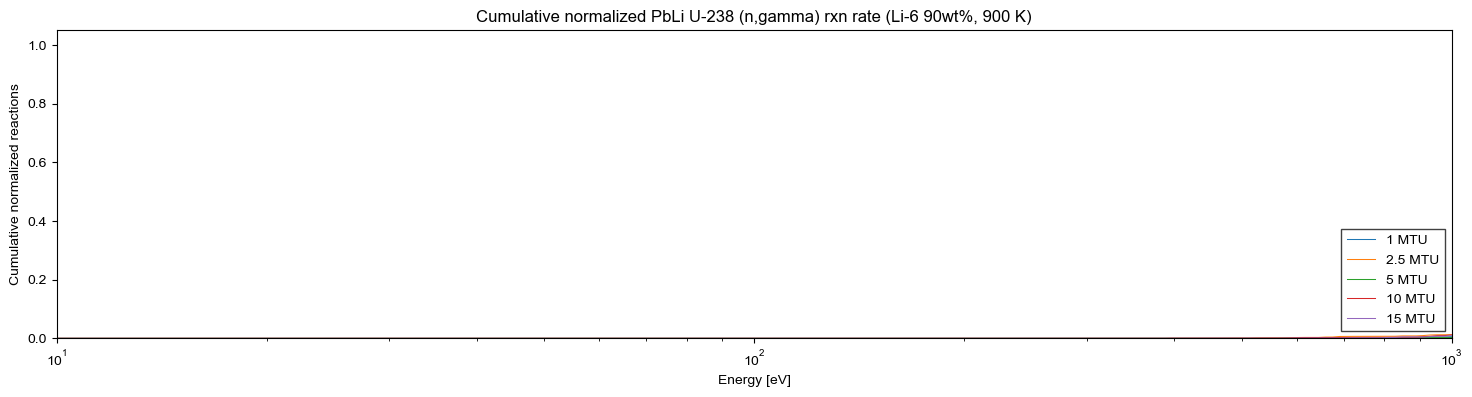 Cumulative normalized PbLi U-238 (n,gamma) rxn rate (Li-6 90wt%, 900 K)
Cumulative normalized reactions
1.0
0.8
0.6
0.4
0.2
0.0
1 MTU
2.5 MTU
5 MTU
10 MTU
15 MTU
10¹
10²
10³
Energy [eV]